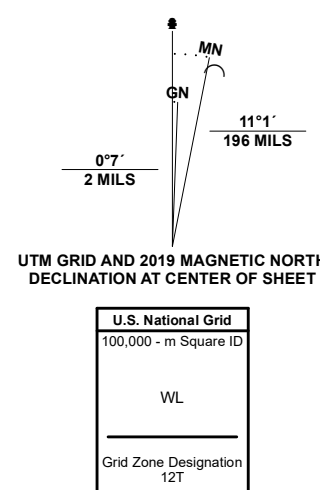 MN
GN
11°1´
196 MILS
0°7´
2 MILS
UTM GRID AND 2019 MAGNETIC NORTH
DECLINATION AT CENTER OF SHEET
U.S. National Grid
100,000 - m Square ID
WL
Grid Zone Designation
12T